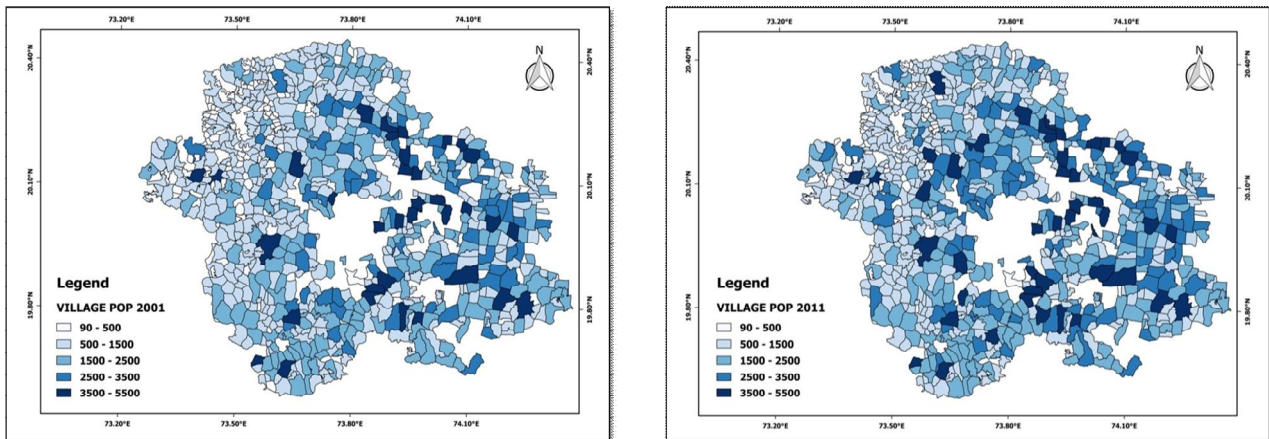 73.20°E 73.50°E 73.80°E 74.10°E
N
20.40°N 20.40°N
20.10°N 20.10°N
19.80°N 19.80°N
Legend
VILLAGE POP 2001
90 - 500
500 - 1500
1500 - 2500
2500 - 3500
3500 - 5500
73.20°E 73.50°E 73.80°E 74.10°E
73.20°E 73.50°E 73.80°E 74.10°E
N
20.40°N 20.40°N
20.10°N 20.10°N
19.80°N 19.80°N
Legend
VILLAGE POP 2011
90 - 500
500 - 1500
1500 - 2500
2500 - 3500
3500 - 5500
73.20°E 73.50°E 73.80°E 74.10°E